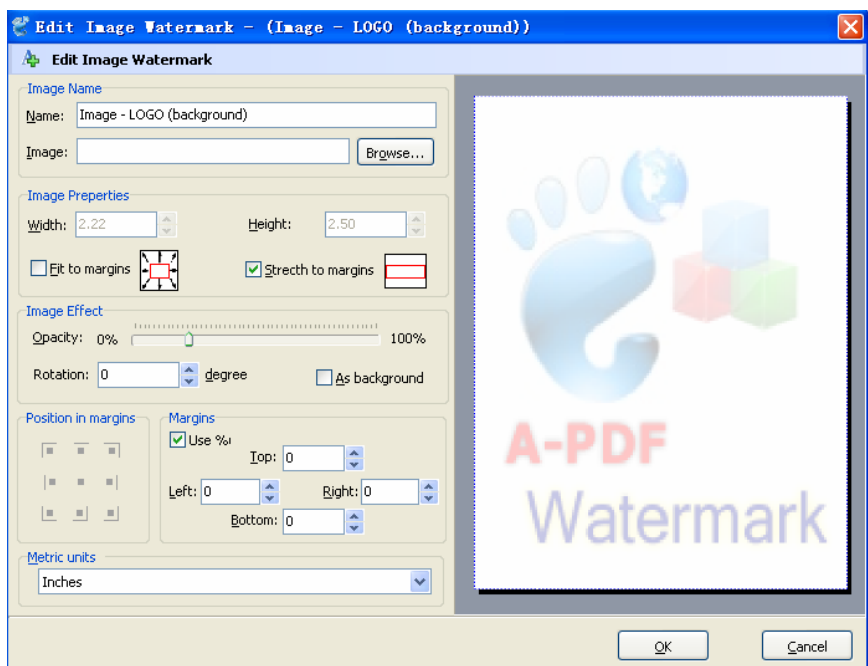 Edit Image Watermark - (Image - LOGO (background))
Edit Image Watermark
Image Name
Name: Image - LOGO (background)
Image: Browse...
Image Preperties
Width: 2.22 Height: 2.50
Fit to margins Strecth to margins
Image Effect
Opacity: 0% 100%
Rotation: 0 degree As background
Position in margins Margins
Use %
Top: 0
Left: 0 Right: 0
Bottom: 0
Metric units
Inches
A-PDF
Watermark
OK Cancel